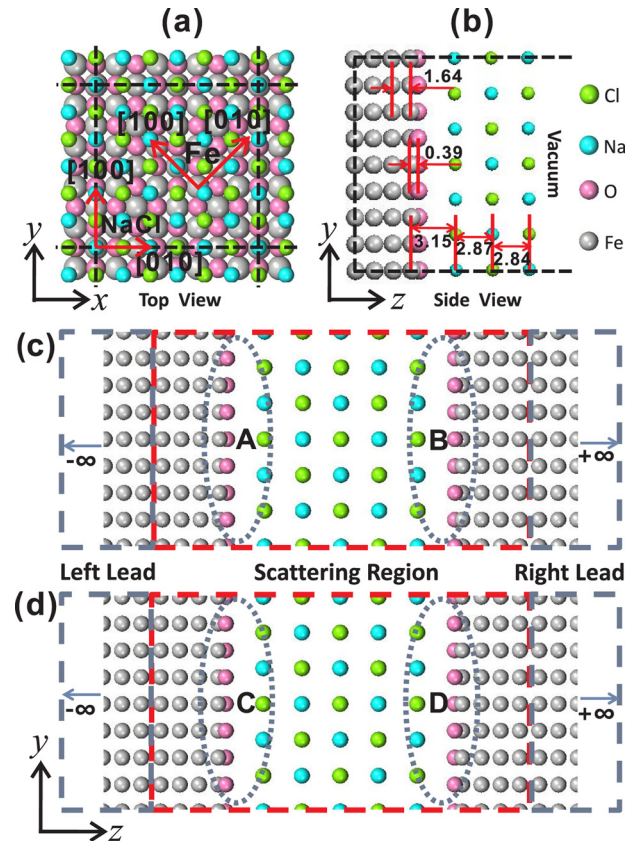 (a)
[100]
[010]
Fe
[100]
NaCl
[010]
y
x
Top View
(b)
1.64
0.39
3.15
2.87
2.84
Vacuum
y
z
Side View
Cl
Na
O
Fe
(c)
A
B
-∞
+∞
Left Lead
Scattering Region
Right Lead
(d)
C
D
-∞
+∞
y
z